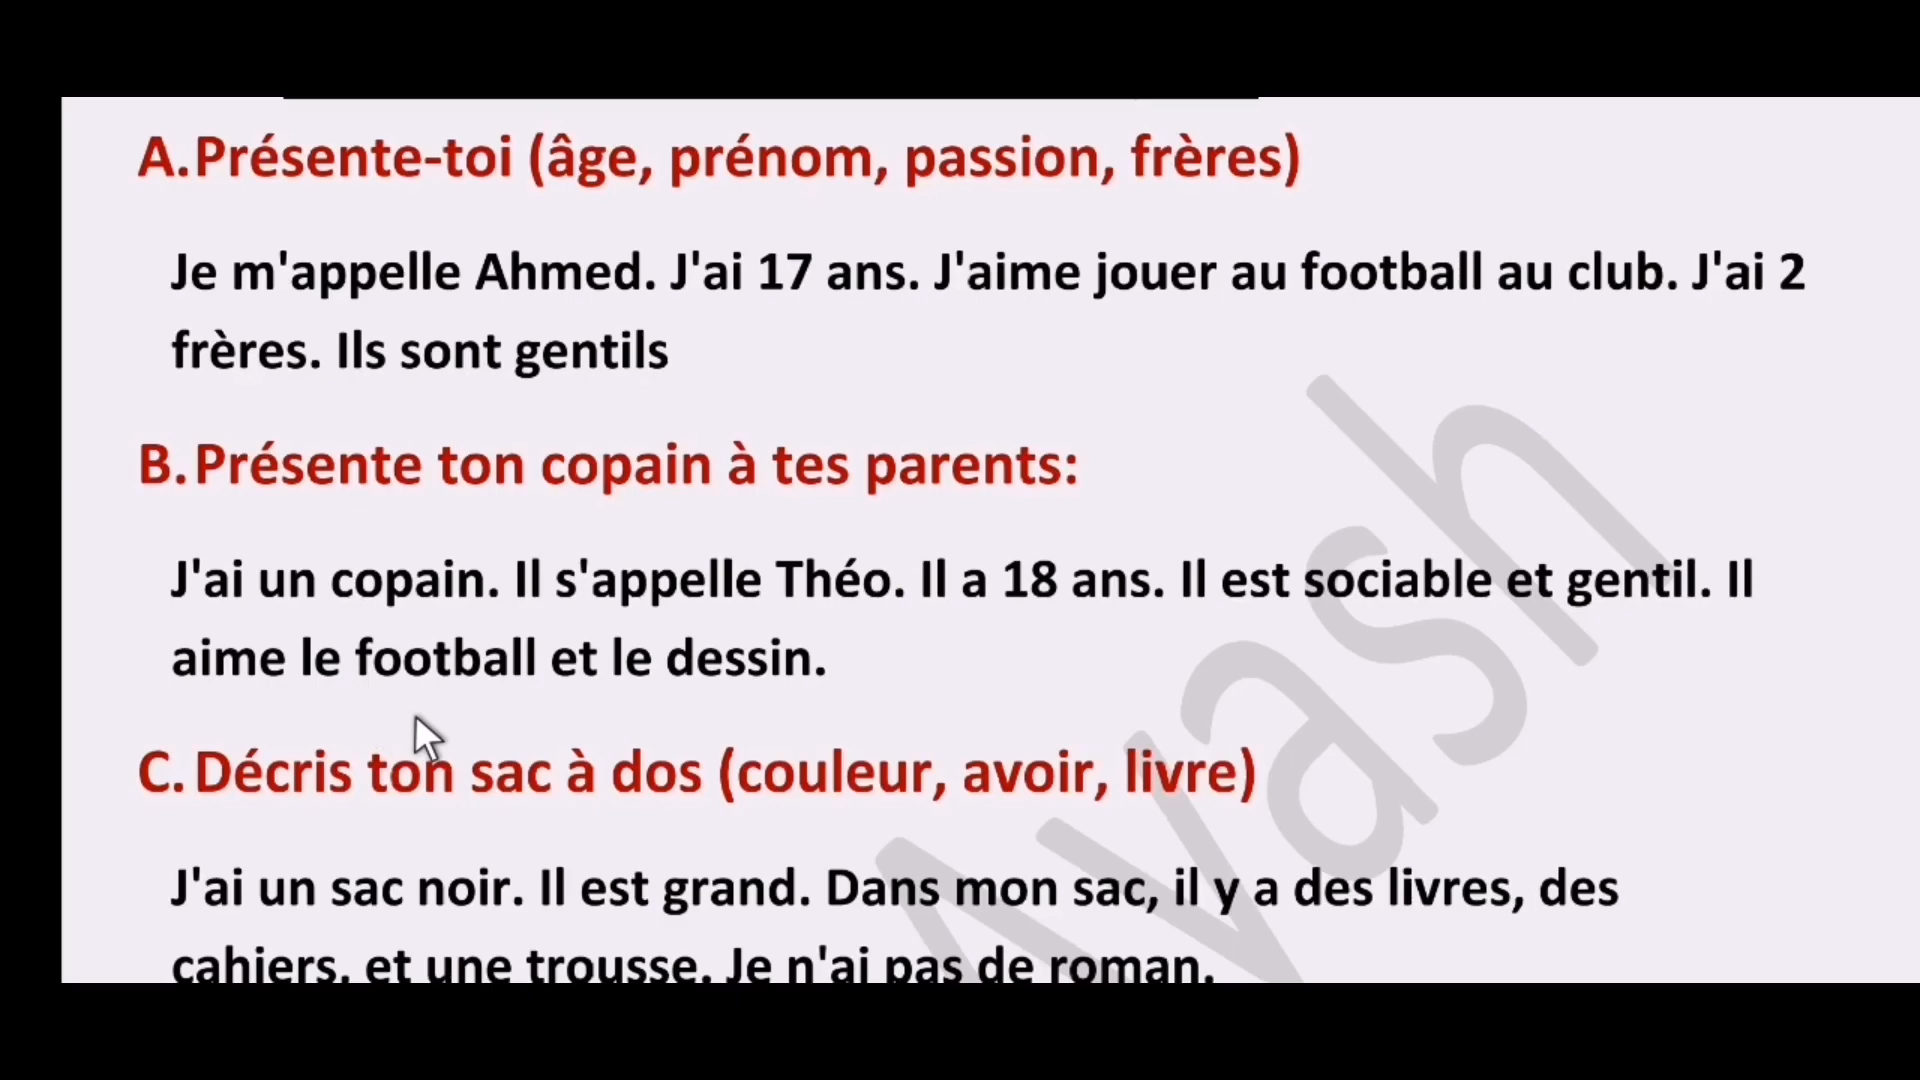 A. Présente-toi (âge, prénom, passion, frères)
Je m'appelle Ahmed. J'ai 17 ans. J'aime jouer au football au club. J'ai 2
frères. Ils sont gentils
B. Présente ton copain à tes parents:
J'ai un copain. Il s'appelle Théo. Il a 18 ans. Il est sociable et gentil. Il
aime le football et le dessin.
C. Décris ton sac à dos (couleur, avoir, livre)
J'ai un sac noir. Il est grand. Dans mon sac, il y a des livres, des
cahiers, et une trousse. Je n'ai pas de roman.